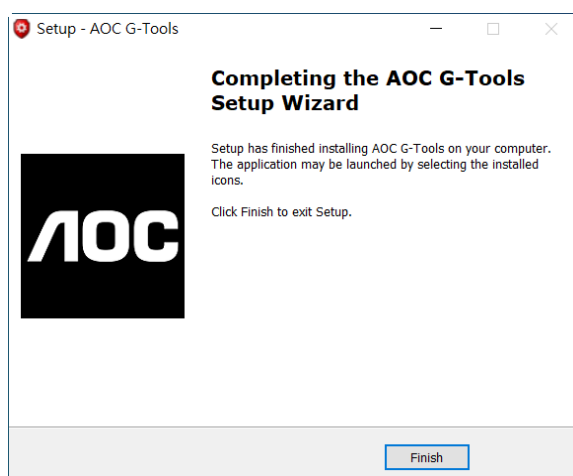 Setup - AOC G-Tools
Completing the AOC G-Tools
Setup Wizard
Setup has finished installing AOC G-Tools on your computer.
The application may be launched by selecting the installed
icons.
Click Finish to exit Setup.
AOC
Finish